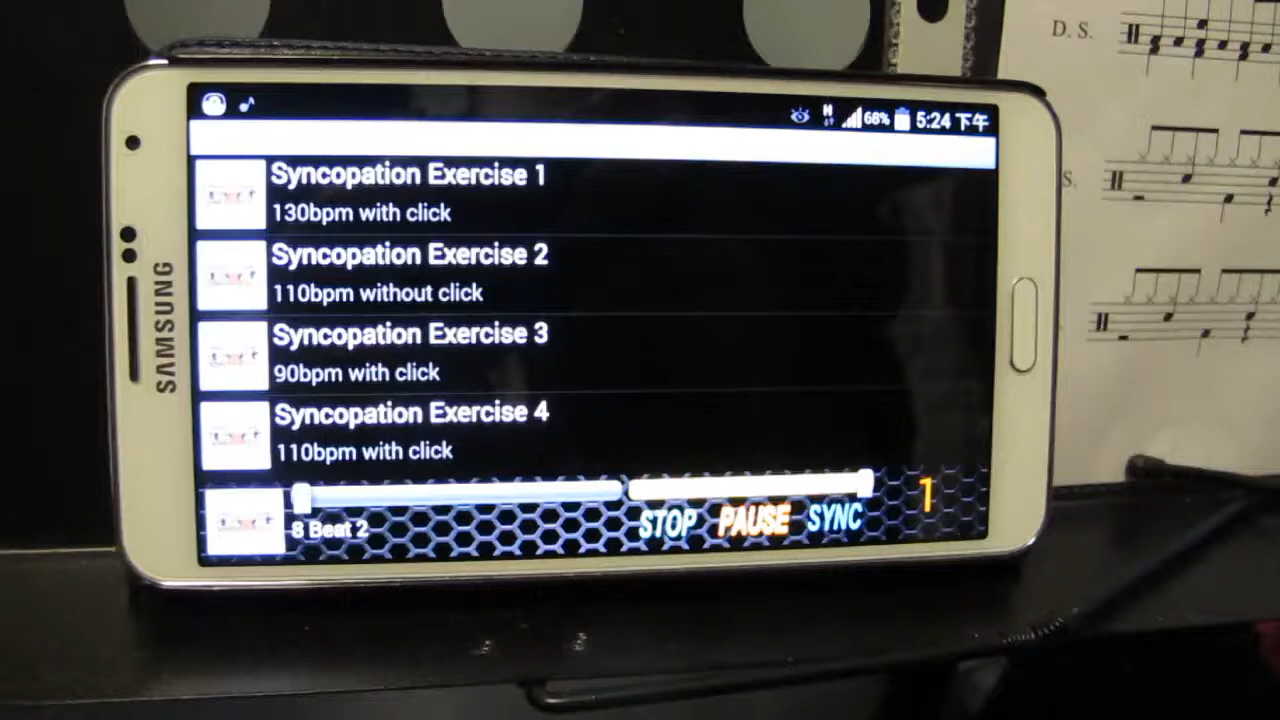 D. S.
68% 5:24 下午
Syncopation Exercise 1
130bpm with click
S.
Syncopation Exercise 2
110bpm without click
Syncopation Exercise 3
90bpm with click
Syncopation Exercise 4
110bpm with click
8 Beat 2
STOP PAUSE SYNC
1
SAMSUNG